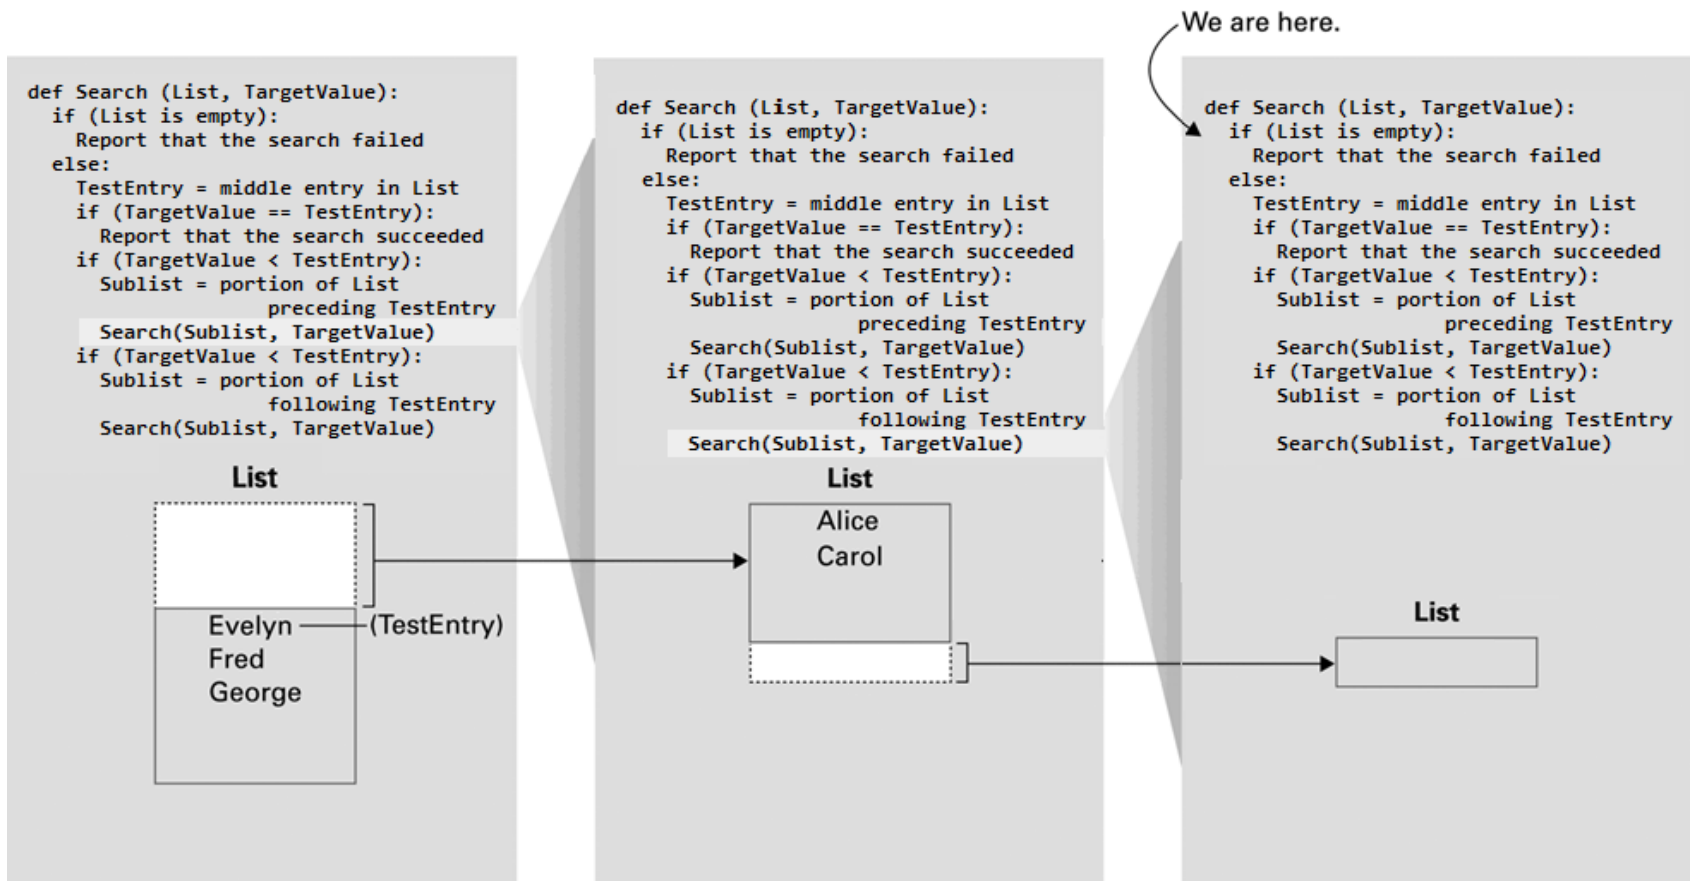 We are here.
def Search (List, TargetValue):
if (List is empty):
Report that the search failed
else:
TestEntry = middle entry in List
if (TargetValue == TestEntry):
Report that the search succeeded
if (TargetValue < TestEntry):
Sublist = portion of List
preceding TestEntry
Search(Sublist, TargetValue)
if (TargetValue < TestEntry):
Sublist = portion of List
following TestEntry
Search(Sublist, TargetValue)
List
Evelyn
(TestEntry)
Fred
George
def Search (List, TargetValue):
if (List is empty):
Report that the search failed
else:
TestEntry = middle entry in List
if (TargetValue == TestEntry):
Report that the search succeeded
if (TargetValue < TestEntry):
Sublist = portion of List
preceding TestEntry
Search(Sublist, TargetValue)
if (TargetValue < TestEntry):
Sublist = portion of List
following TestEntry
Search(Sublist, TargetValue)
List
Alice
Carol
def Search (List, TargetValue):
if (List is empty):
Report that the search failed
else:
TestEntry = middle entry in List
if (TargetValue == TestEntry):
Report that the search succeeded
if (TargetValue < TestEntry):
Sublist = portion of List
preceding TestEntry
Search(Sublist, TargetValue)
if (TargetValue < TestEntry):
Sublist = portion of List
following TestEntry
Search(Sublist, TargetValue)
List